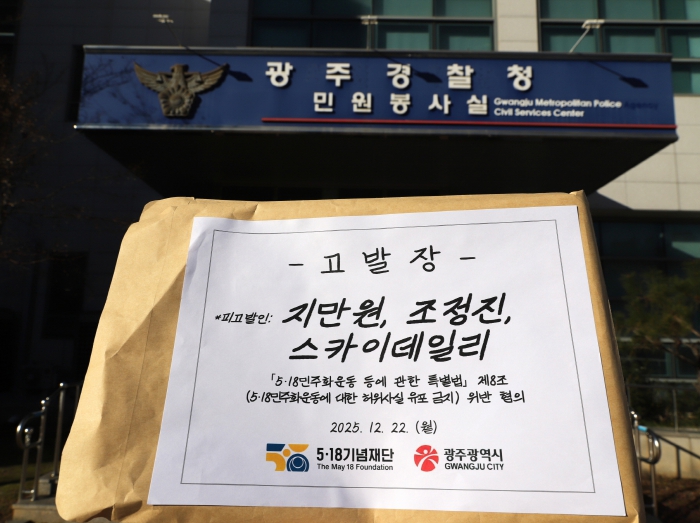 광주경찰청
민원봉사실
Gwangju Metropolitan Police Agency
Civil Services Center
- 고발장 -
*피고발인: 지만원, 조정진,
스카이데일리
「5·18민주화운동 등에 관한 특별법」 제8조
(5·18민주화운동에 대한 허위사실 유포 금지) 위반 혐의
2025. 12. 22. (월)
5·18기념재단
The May 18 Foundation
광주광역시
GWANGJU CITY